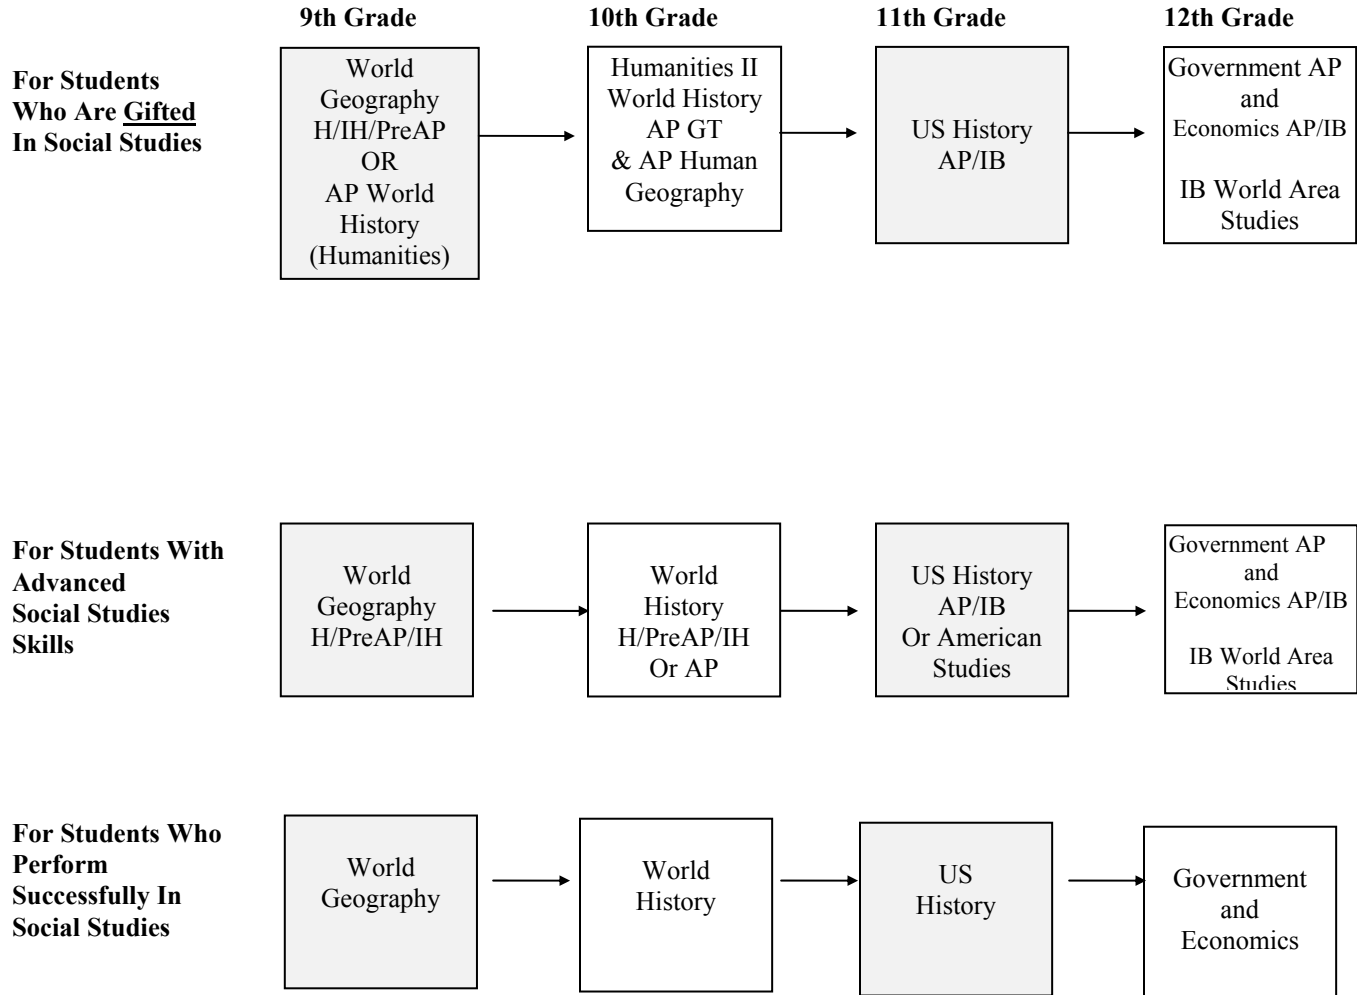 9th Grade
10th Grade
11th Grade
12th Grade
For Students
Who Are Gifted
In Social Studies
World
Geography
H/IH/PreAP
OR
AP World
History
(Humanities)
Humanities II
World History
AP GT
& AP Human
Geography
US History
AP/IB
Government AP
and
Economics AP/IB
IB World Area
Studies
For Students With
Advanced
Social Studies
Skills
World
Geography
H/PreAP/IH
World
History
H/PreAP/IH
Or AP
US History
AP/IB
Or American
Studies
Government AP
and
Economics AP/IB
IB World Area
Studies
For Students Who
Perform
Successfully In
Social Studies
World
Geography
World
History
US
History
Government
and
Economics